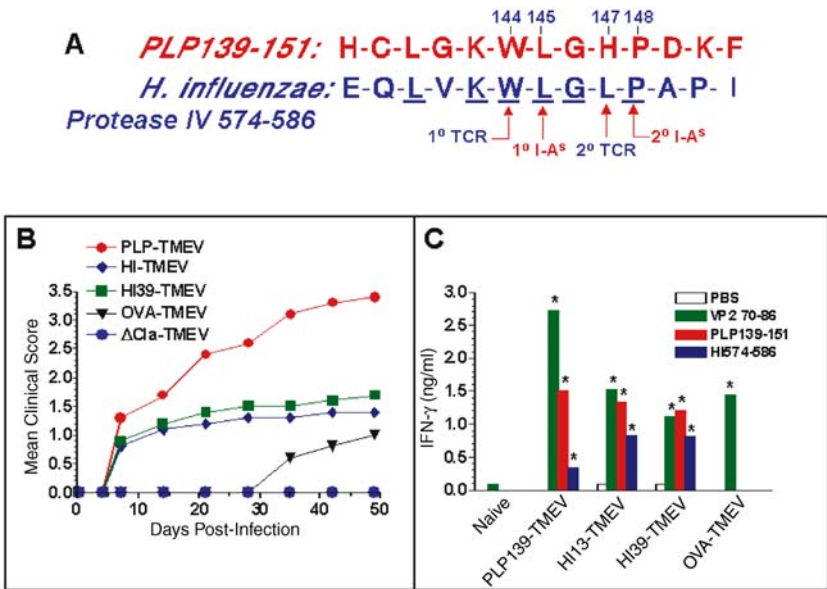 A
144 145 147 148
PLP139-151: H-C-L-G-K-W-L-G-H-P-D-K-F
H. influenzae: E-Q-L-V-K-W-L-G-L-P-A-P-I
Protease IV 574-586
1º TCR 1º I-Aˢ 2º TCR 2º I-Aˢ
B
PLP-TMEV
HI-TMEV
HI39-TMEV
OVA-TMEV
ΔCla-TMEV
Mean Clinical Score
3.5
3.0
2.5
2.0
1.5
1.0
0.5
0.0
0 10 20 30 40 50
Days Post-Infection
C
PBS
VP2 70-86
PLP139-151
HI574-586
IFN-γ (ng/ml)
3.0
2.5
2.0
1.5
1.0
0.5
0.0
* * *
* * *
* * *
*
Naive
PLP139-TMEV
HI13-TMEV
HI39-TMEV
OVA-TMEV